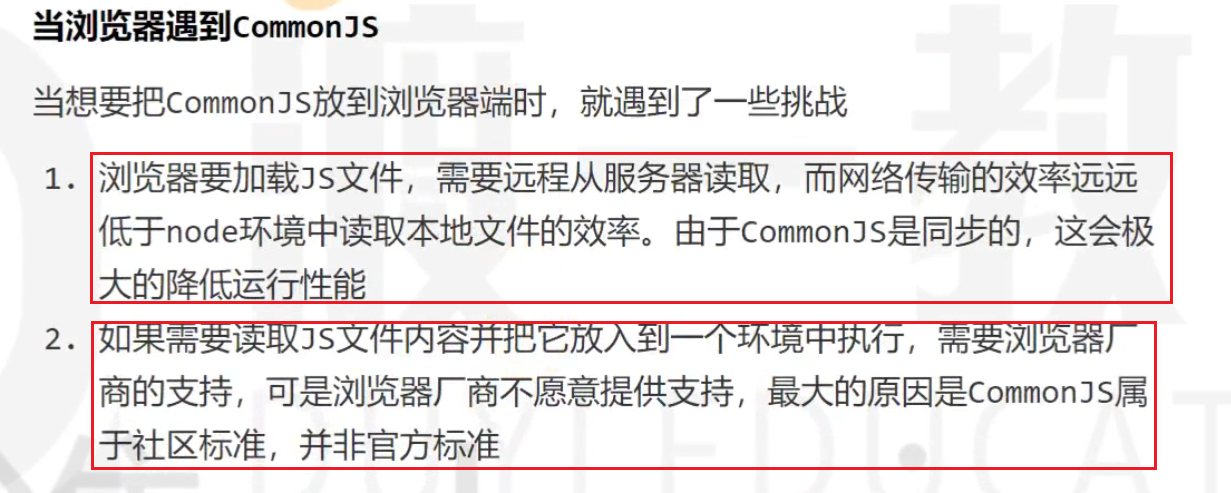 当浏览器遇到CommonJS
当想要把CommonJS放到浏览器端时，就遇到了一些挑战
1. 浏览器要加载JS文件，需要远程从服务器读取，而网络传输的效率远远
低于node环境中读取本地文件的效率。由于CommonJS是同步的，这会极
大的降低运行性能
2. 如果需要读取JS文件内容并把它放入到一个环境中执行，需要浏览器厂
商的支持，可是浏览器厂商不愿意提供支持，最大的原因是CommonJS属
于社区标准，并非官方标准